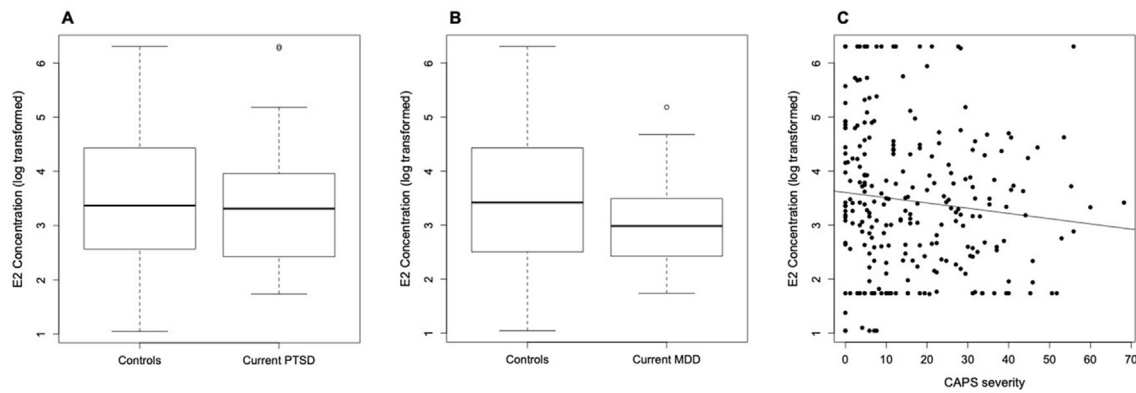 A
E2 Concentration (log transformed)
6
5
4
3
2
1
Controls
Current PTSD
B
E2 Concentration (log transformed)
6
5
4
3
2
1
Controls
Current MDD
C
E2 Concentration (log transformed)
6
5
4
3
2
1
0 10 20 30 40 50 60 70
CAPS severity